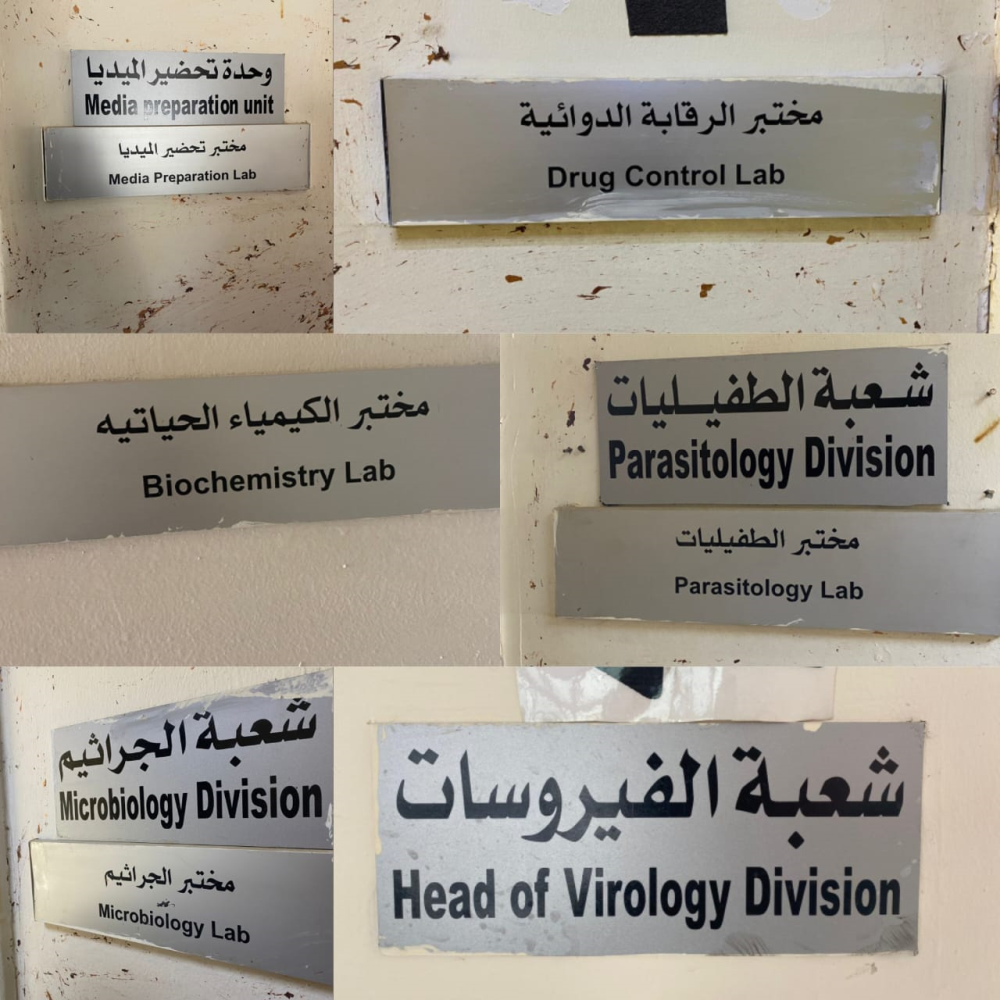 وحدة تحضير الميديا
Media preparation unit
مختبر تحضير الميديا
Media Preparation Lab
مختبر الرقابة الدوائية
Drug Control Lab
مختبر الكيمياء الحياتيه
Biochemistry Lab
شعبة الطفيليات
Parasitology Division
مختبر الطفيليات
Parasitology Lab
شعبة الجراثيم
Microbiology Division
مختبر الجراثيم
Microbiology Lab
شعبة الفيروسات
Head of Virology Division